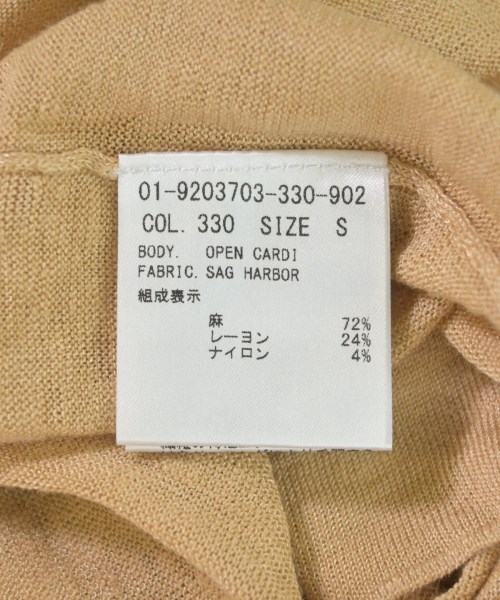 01-9203703-330-902
COL. 330 SIZE S
BODY. OPEN CARDI
FABRIC. SAG HARBOR
組成表示
麻 72%
レーヨン 24%
ナイロン 4%